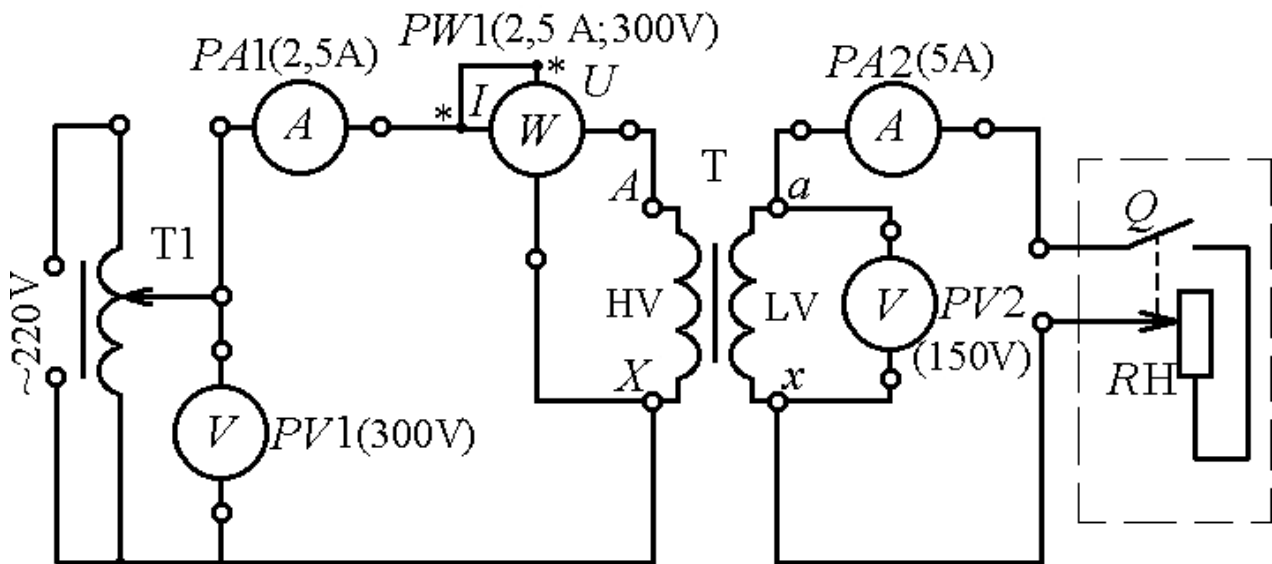 PW1(2,5 A; 300V)
PA1(2,5A)
PA2(5A)
* U
* I
A
W
A
T
A
a
Q
T1
~220V
HV
LV
V
PV2
(150V)
X
x
RH
V
PV1(300V)